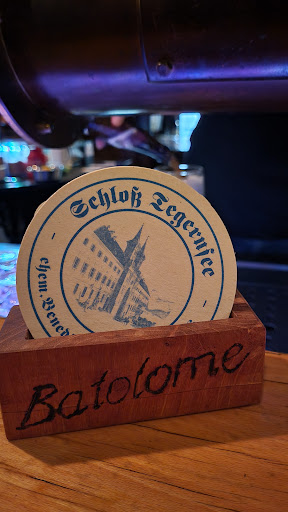 Schloß Tegernsee
- ehem. Bened
Batolome